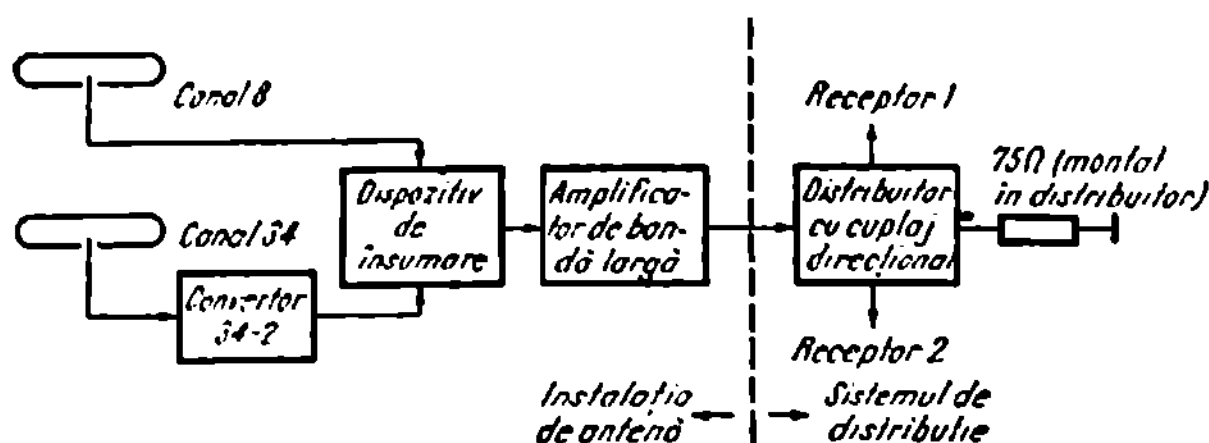 Canal 8
Canal 34
Convertor
34-2
Dispozitiv
de
însumare
Amplifica-
tor de ban-
dă largă
Receptor 1
Distribuitor
cu cuplaj
direcțional
Receptor 2
75Ω (montat
în distribuitor)
Instalația
de antenă
Sistemul de
distribuție